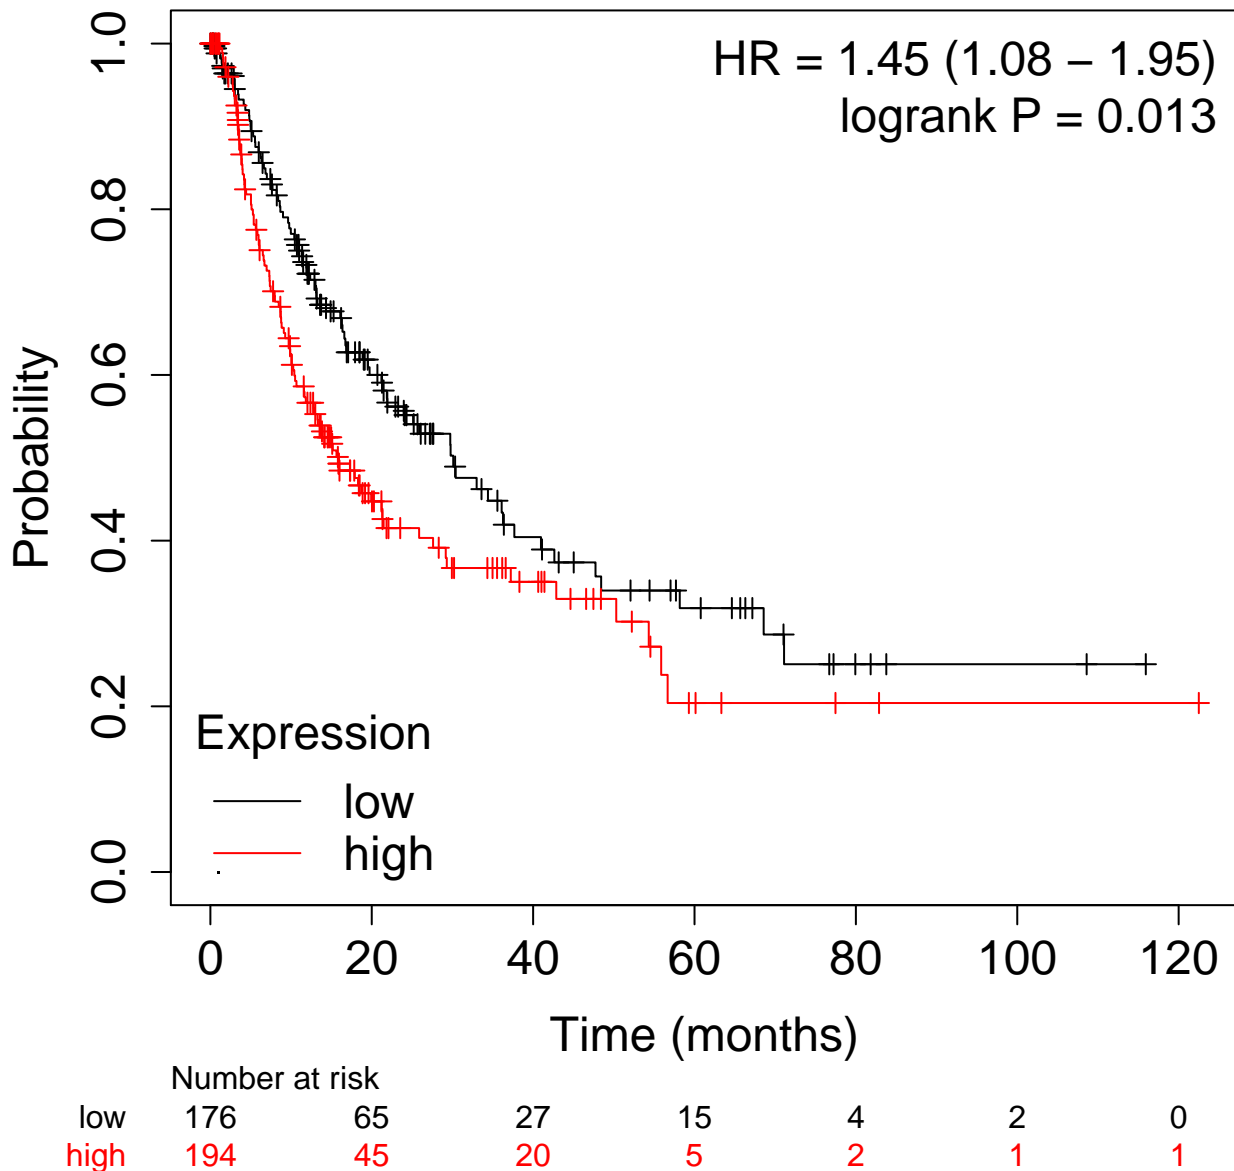 HR = 1.45 (1.08 – 1.95)
logrank P = 0.013
1.0
0.8
0.6
0.4
0.2
0.0
Probability
Expression
low
high
0 20 40 60 80 100 120
Time (months)
Number at risk
low 176 65 27 15 4 2 0
high 194 45 20 5 2 1 1